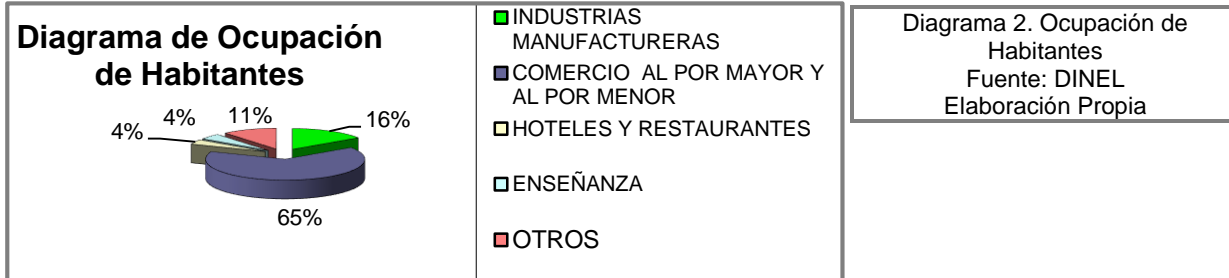 Diagrama de Ocupación
de Habitantes
4%
4%
11%
16%
65%
INDUSTRIAS
MANUFACTURERAS
COMERCIO AL POR MAYOR Y
AL POR MENOR
HOTELES Y RESTAURANTES
ENSEÑANZA
OTROS
Diagrama 2. Ocupación de
Habitantes
Fuente: DINEL
Elaboración Propia